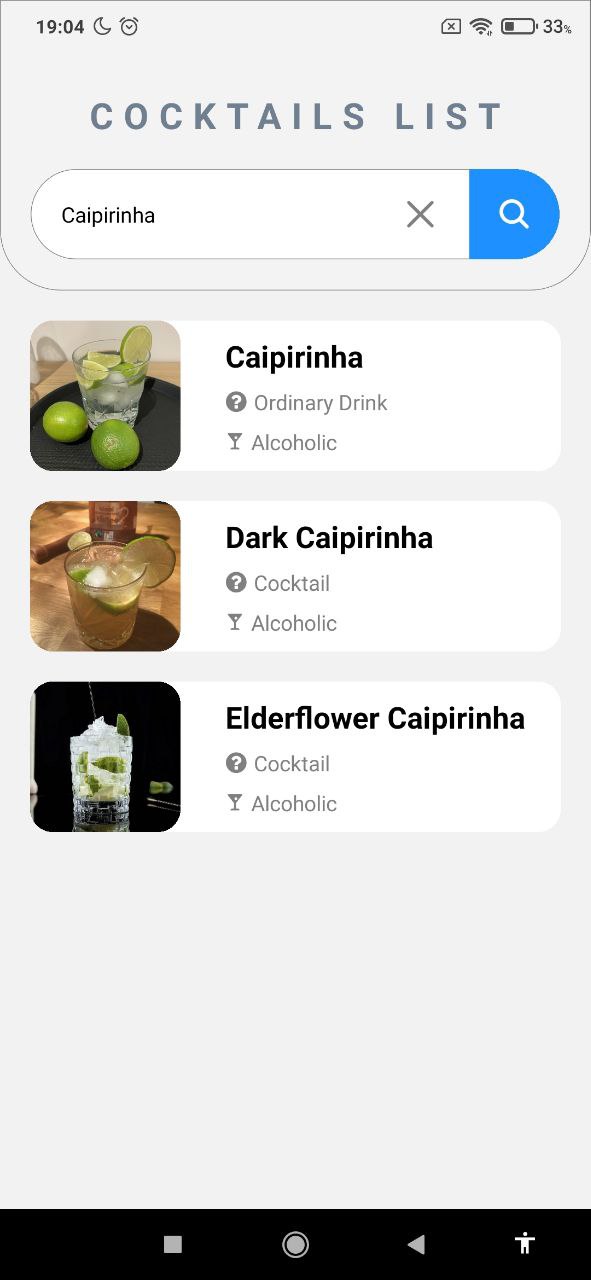 19:04
33%
COCKTAILS LIST
Caipirinha
Caipirinha
Ordinary Drink
Alcoholic
Dark Caipirinha
Cocktail
Alcoholic
Elderflower Caipirinha
Cocktail
Alcoholic